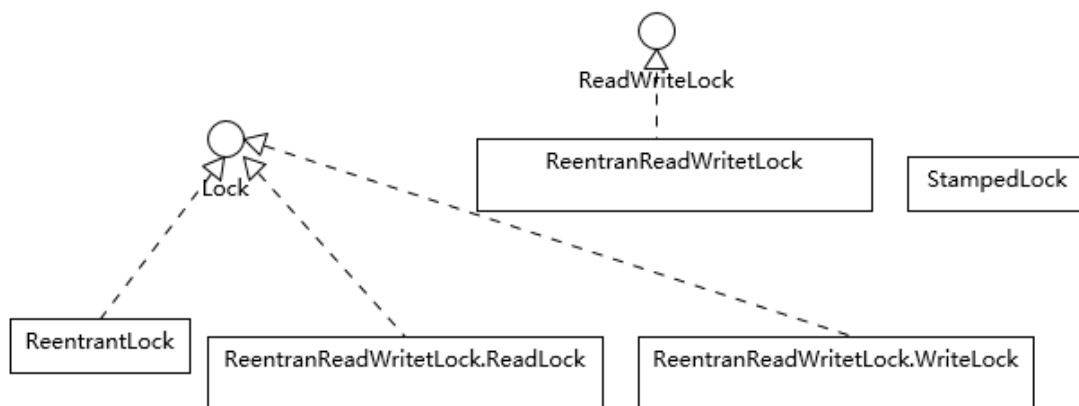 ReadWriteLock
ReentranReadWritetLock
StampedLock
Lock
ReentrantLock
ReentranReadWritetLock.ReadLock
ReentranReadWritetLock.WriteLock